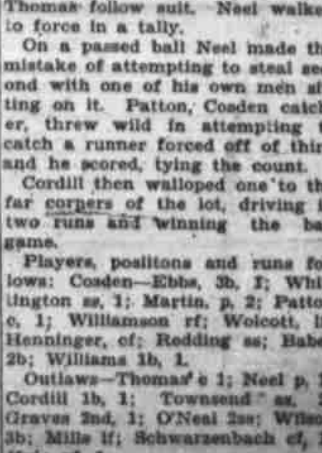 Thomas follow suit. Neel walke
to force in a tally.
On a passed ball Neel made th
mistake of attempting to steal sec
ond with one of his own men sit
ting on it. Patton, Cosden catch
er, threw wild in attempting t
catch a runner forced off of thir
and he scored, tying the count.
Cordill then walloped one to th
far corners of the lot, driving i
two runs and winning the ba
game.
Players, positons and runs fo
lows: Cosden—Ebbs, 3b, 1; Whit
lington ss, 1; Martin, p, 2; Patto
c, 1; Williamson rf; Wolcott, l
Henninger, cf; Redding ss; Babe
2b; Williams 1b, 1.
Outlaws—Thomas c 1; Neel p, 1
Cordill 1b, 1; Townsend ss, 
Graves 2nd, 1; O'Neal 2ss; Wilso
3b; Mills lf; Schwarzenbach cf, 1